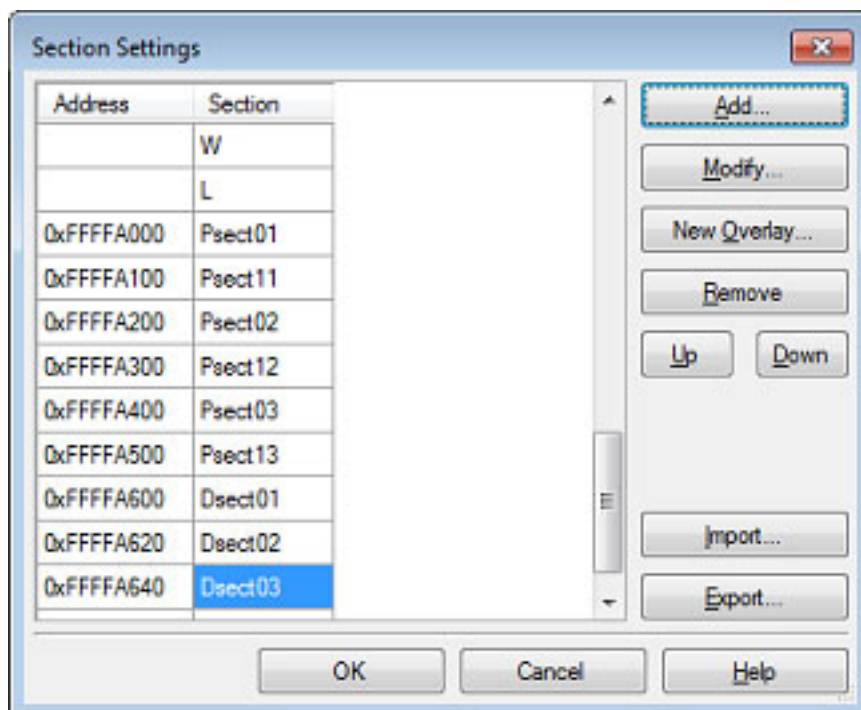 Section Settings
Address Section
W
L
0xFFFFA000 Psect01
0xFFFFA100 Psect11
0xFFFFA200 Psect02
0xFFFFA300 Psect12
0xFFFFA400 Psect03
0xFFFFA500 Psect13
0xFFFFA600 Dsect01
0xFFFFA620 Dsect02
0xFFFFA640 Dsect03
Add...
Modify...
New Overlay...
Remove
Up Down
Import...
Export...
OK Cancel Help